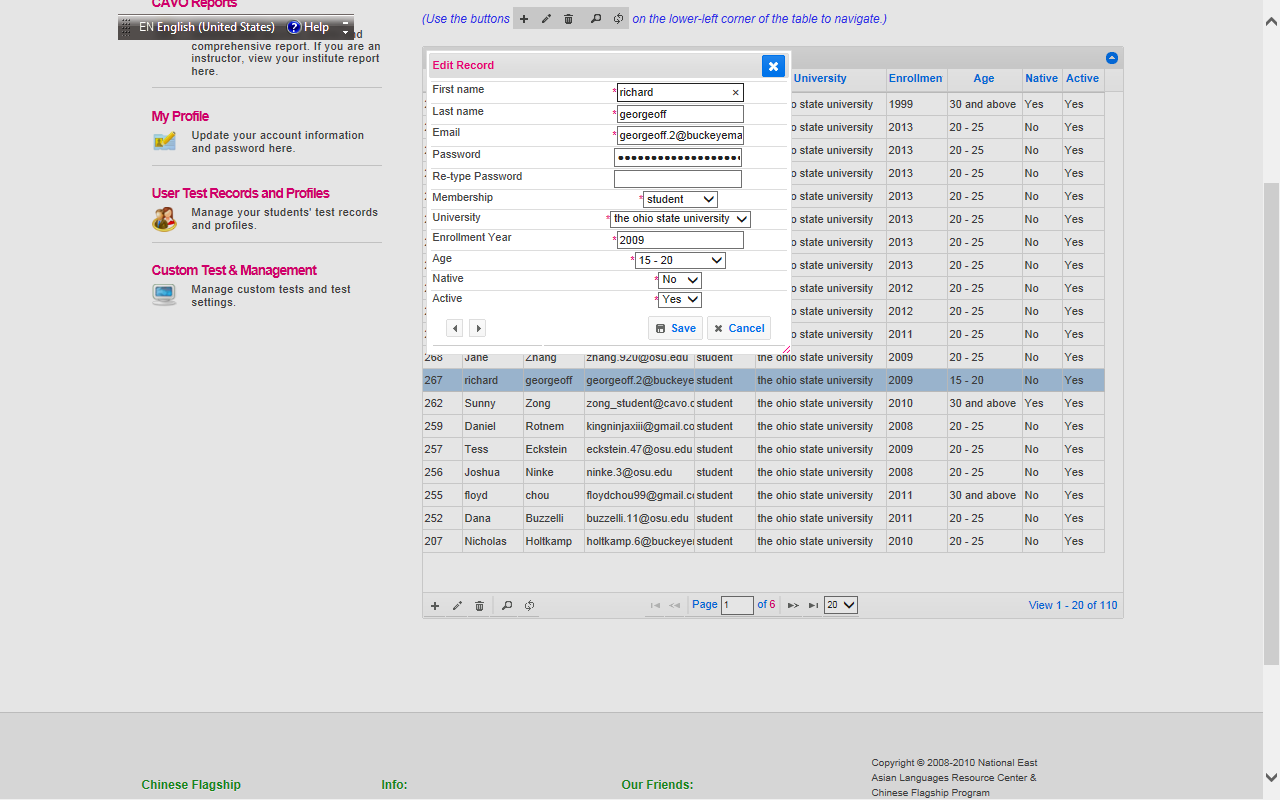 CAVO Reports
EN English (United States) Help
comprehensive report. If you are an
instructor, view your institute report
here.
My Profile
Update your account information
and password here.
User Test Records and Profiles
Manage your students' test records
and profiles.
Custom Test & Management
Manage custom tests and test
settings.
(Use the buttons on the lower-left corner of the table to navigate.)
Edit Record
First name *richard
Last name *georgeoff
Email *georgeoff.2@buckeyema
Password
Re-type Password
Membership *student
University *the ohio state university
Enrollment Year *2009
Age *15 - 20
Native *No
Active *Yes
Save Cancel
University Enrollmen Age Native Active
io state university 1999 30 and above Yes Yes
io state university 2013 20 - 25 No Yes
io state university 2013 20 - 25 No Yes
io state university 2013 20 - 25 No Yes
io state university 2013 20 - 25 No Yes
io state university 2013 20 - 25 No Yes
io state university 2013 20 - 25 No Yes
io state university 2013 20 - 25 No Yes
io state university 2012 20 - 25 No Yes
io state university 2012 20 - 25 No Yes
io state university 2011 20 - 25 No Yes
268 Jane Zhang zhang.920@osu.edu student the ohio state university 2009 20 - 25 No Yes
267 richard georgeoff georgeoff.2@buckeye student the ohio state university 2009 15 - 20 No Yes
262 Sunny Zong zong_student@cavo.c student the ohio state university 2010 30 and above Yes Yes
259 Daniel Rotnem kingninjaxiii@gmail.co student the ohio state university 2008 20 - 25 No Yes
257 Tess Eckstein eckstein.47@osu.edu student the ohio state university 2009 20 - 25 No Yes
256 Joshua Ninke ninke.3@osu.edu student the ohio state university 2008 20 - 25 No Yes
255 floyd chou floydchou99@gmail.co student the ohio state university 2011 30 and above No Yes
252 Dana Buzzelli buzzelli.11@osu.edu student the ohio state university 2011 20 - 25 No Yes
207 Nicholas Holtkamp holtkamp.6@buckeyer student the ohio state university 2010 20 - 25 No Yes
Page 1 of 6 20 View 1 - 20 of 110
Chinese Flagship
Info:
Our Friends:
Copyright © 2008-2010 National East
Asian Languages Resource Center &
Chinese Flagship Program